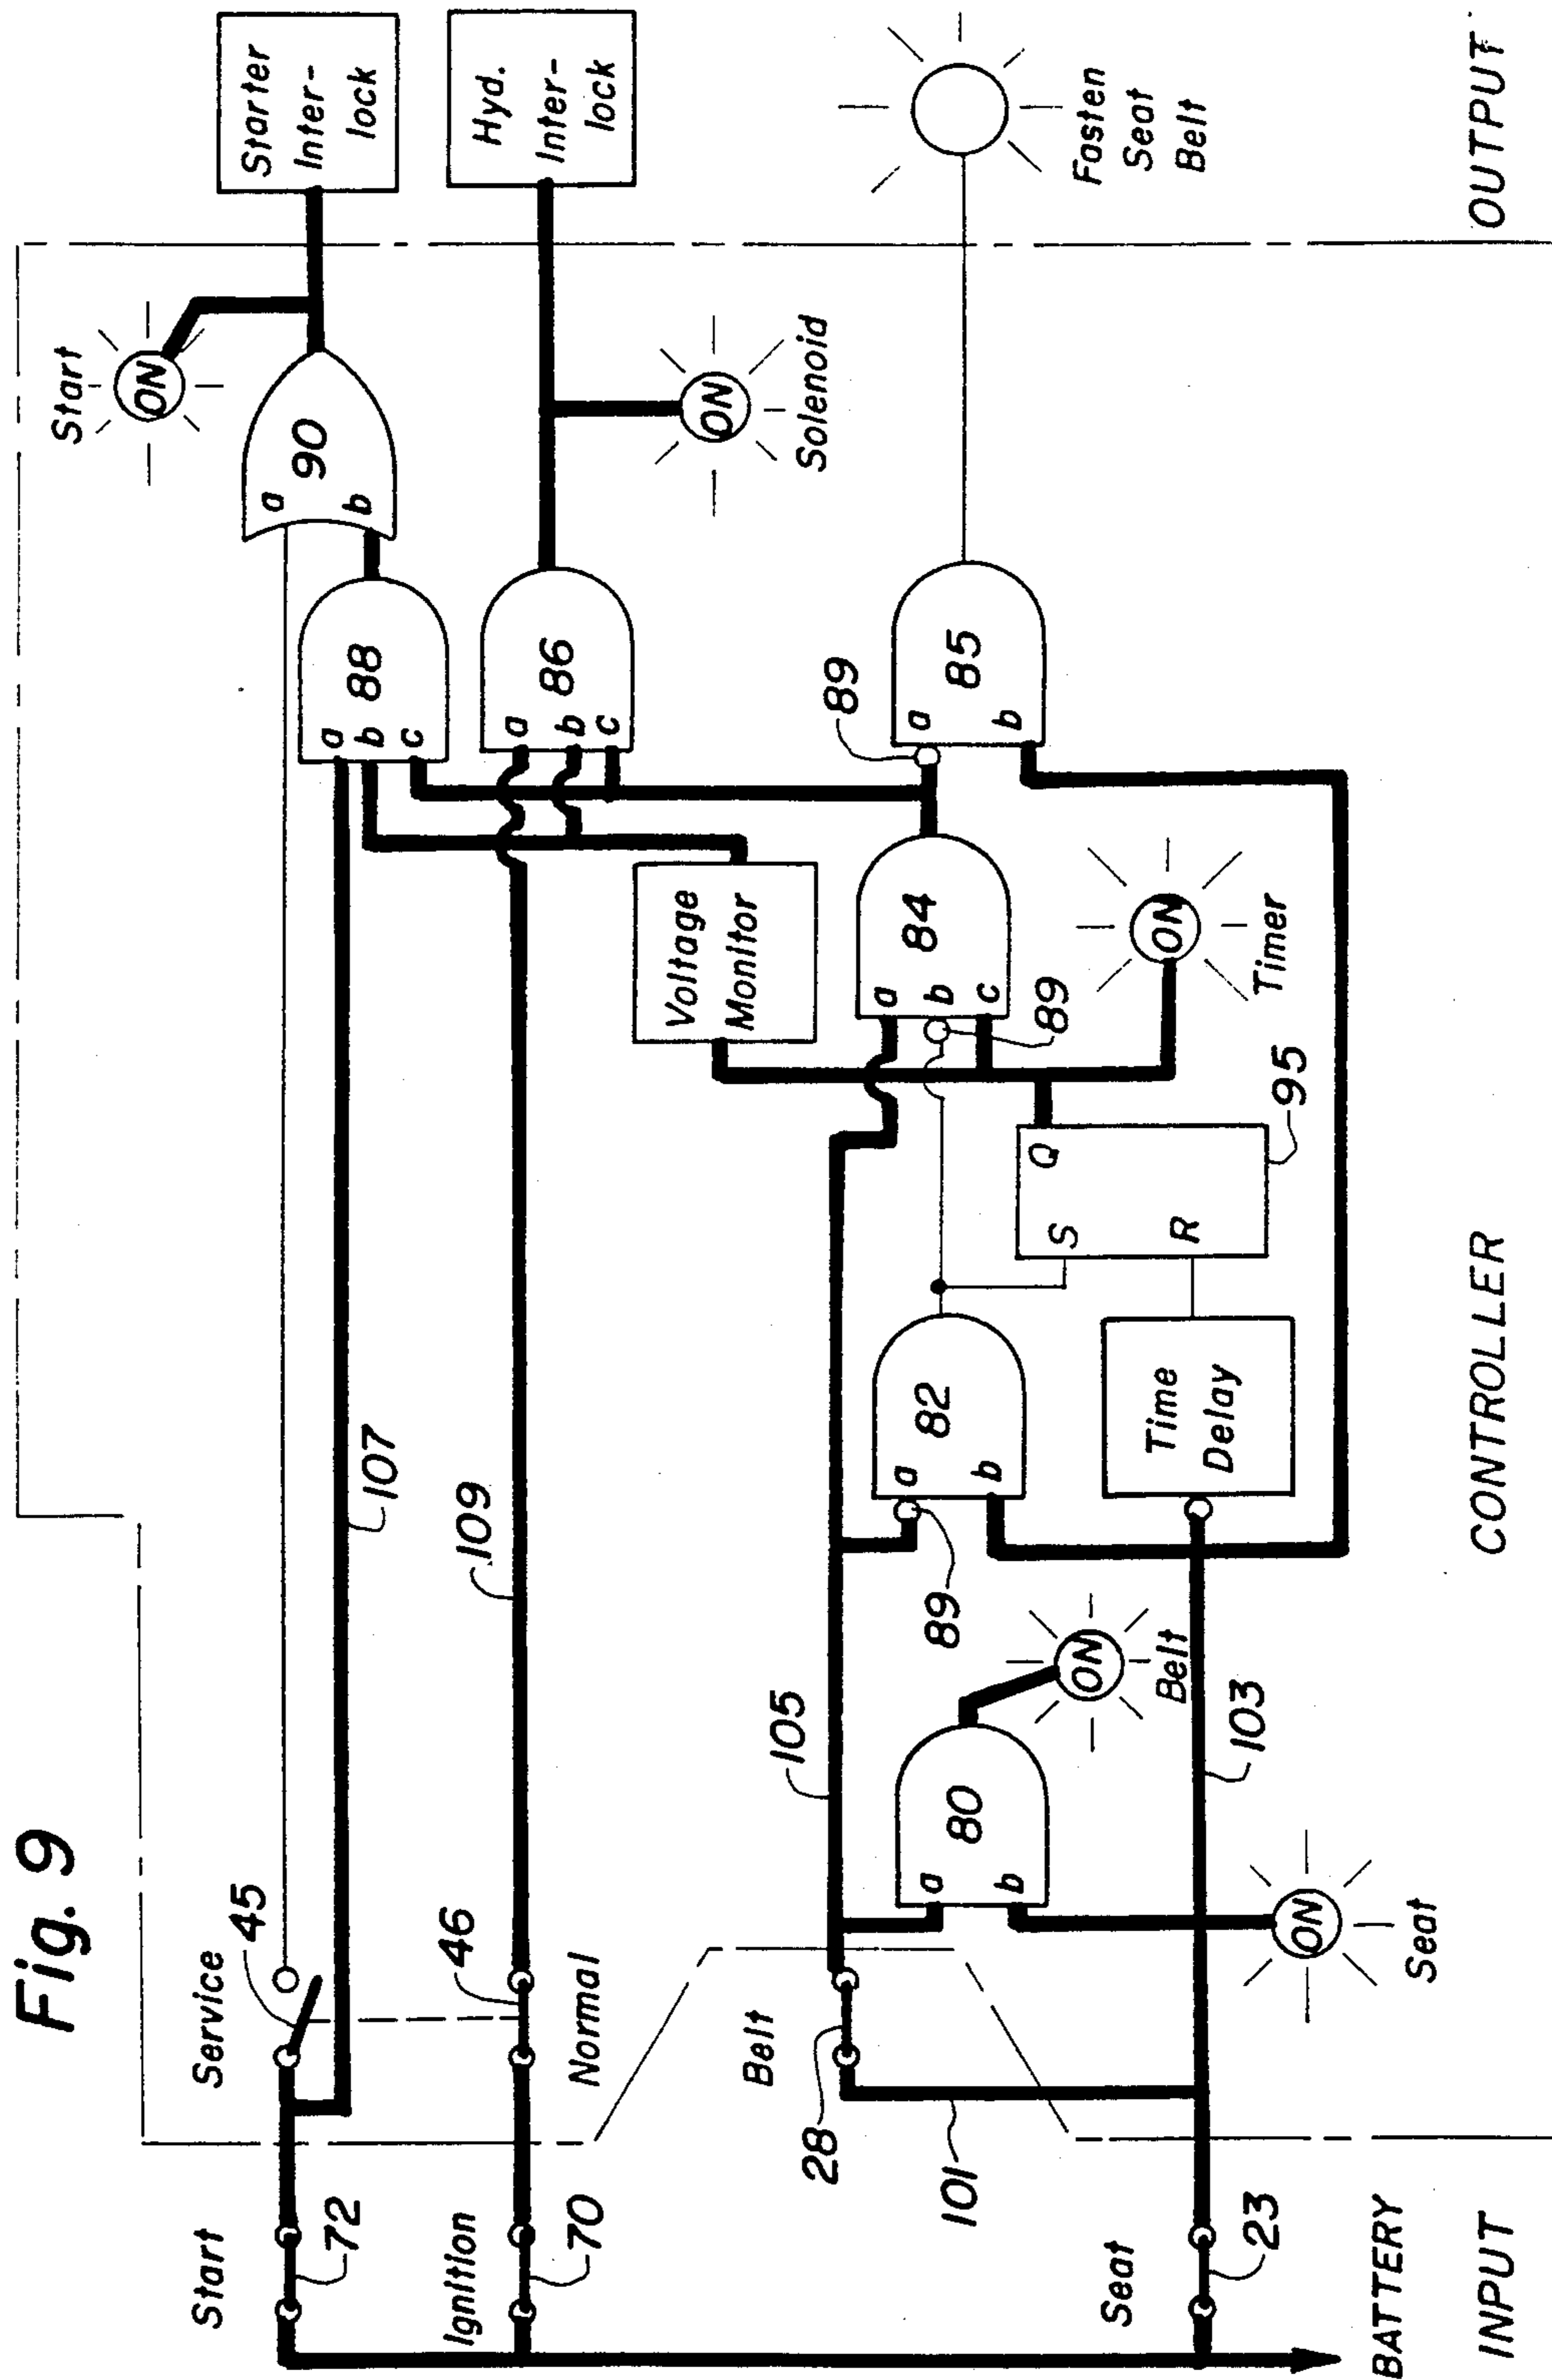 Fig. 9
Start
72
Service
45
107
a
b
90
Start
ON
Starter
Inter-
lock
a
b
c
88
Ignition
70
46
Normal
109
a
b
c
86
Hyd.
Inter-
lock
ON
Solenoid
Voltage
Monitor
Belt
28
101
105
a
b
80
ON
Belt
89
a
b
82
a
b
c
84
89
89
a
b
85
Fasten
Seat
Belt
Seat
23
103
ON
Seat
Time
Delay
S
R
Q
95
ON
Timer
BATTERY
INPUT
CONTROLLER
OUTPUT